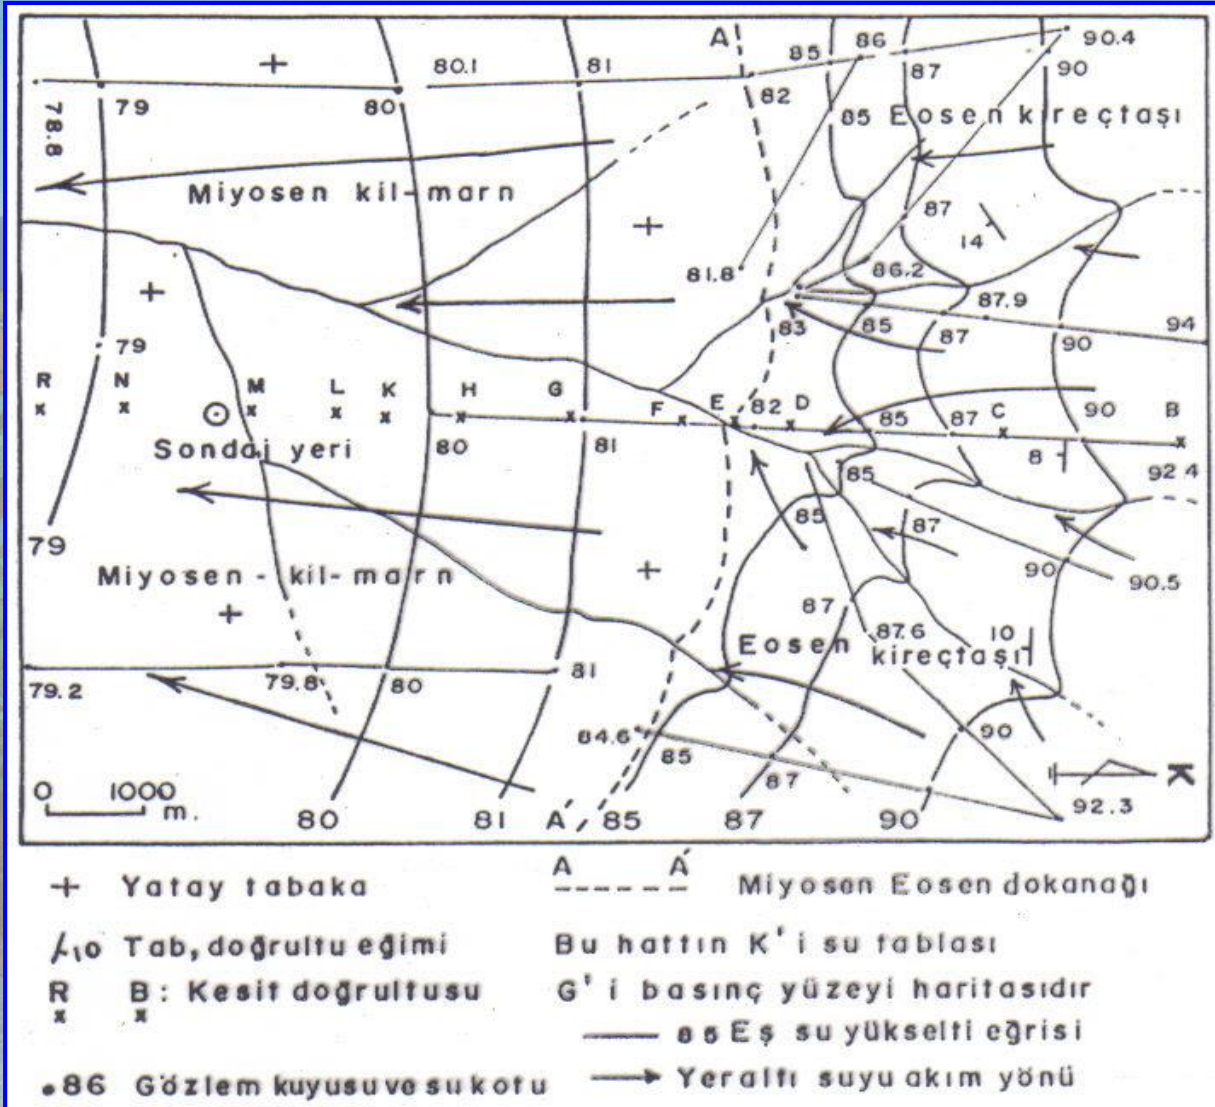 A 85 86 90.4
80.1 81 87 90
79 80 82
78.8
85 Eosen kireçtaşı
Miyosen kil-marn
87
14
81.8 86.2
87.9
83 85 87 90 94
79
R N M L K H G F E 82 D 85 87 C 90 B
Sondaj yeri 80 81 8 92.4
85
79 85 87
Miyosen-kil-marn 90 90.5
87
Eosen 87.6 10
kireçtaşı
79.2 79.8 80 81
84.6 85 90
87
K
0 1000 m.
80 81 A' 85 87 90 92.3
+ Yatay tabaka
A A' Miyosen Eosen dokanağı
10 Tab, doğrultu eğimi
Bu hattın K'i su tablası
R B : Kesit doğrultusu
x x
G'i basınç yüzeyi haritasıdır
85 Eş su yükselti eğrisi
.86 Gözlem kuyusu ve su kotu
Yeraltı suyu akım yönü